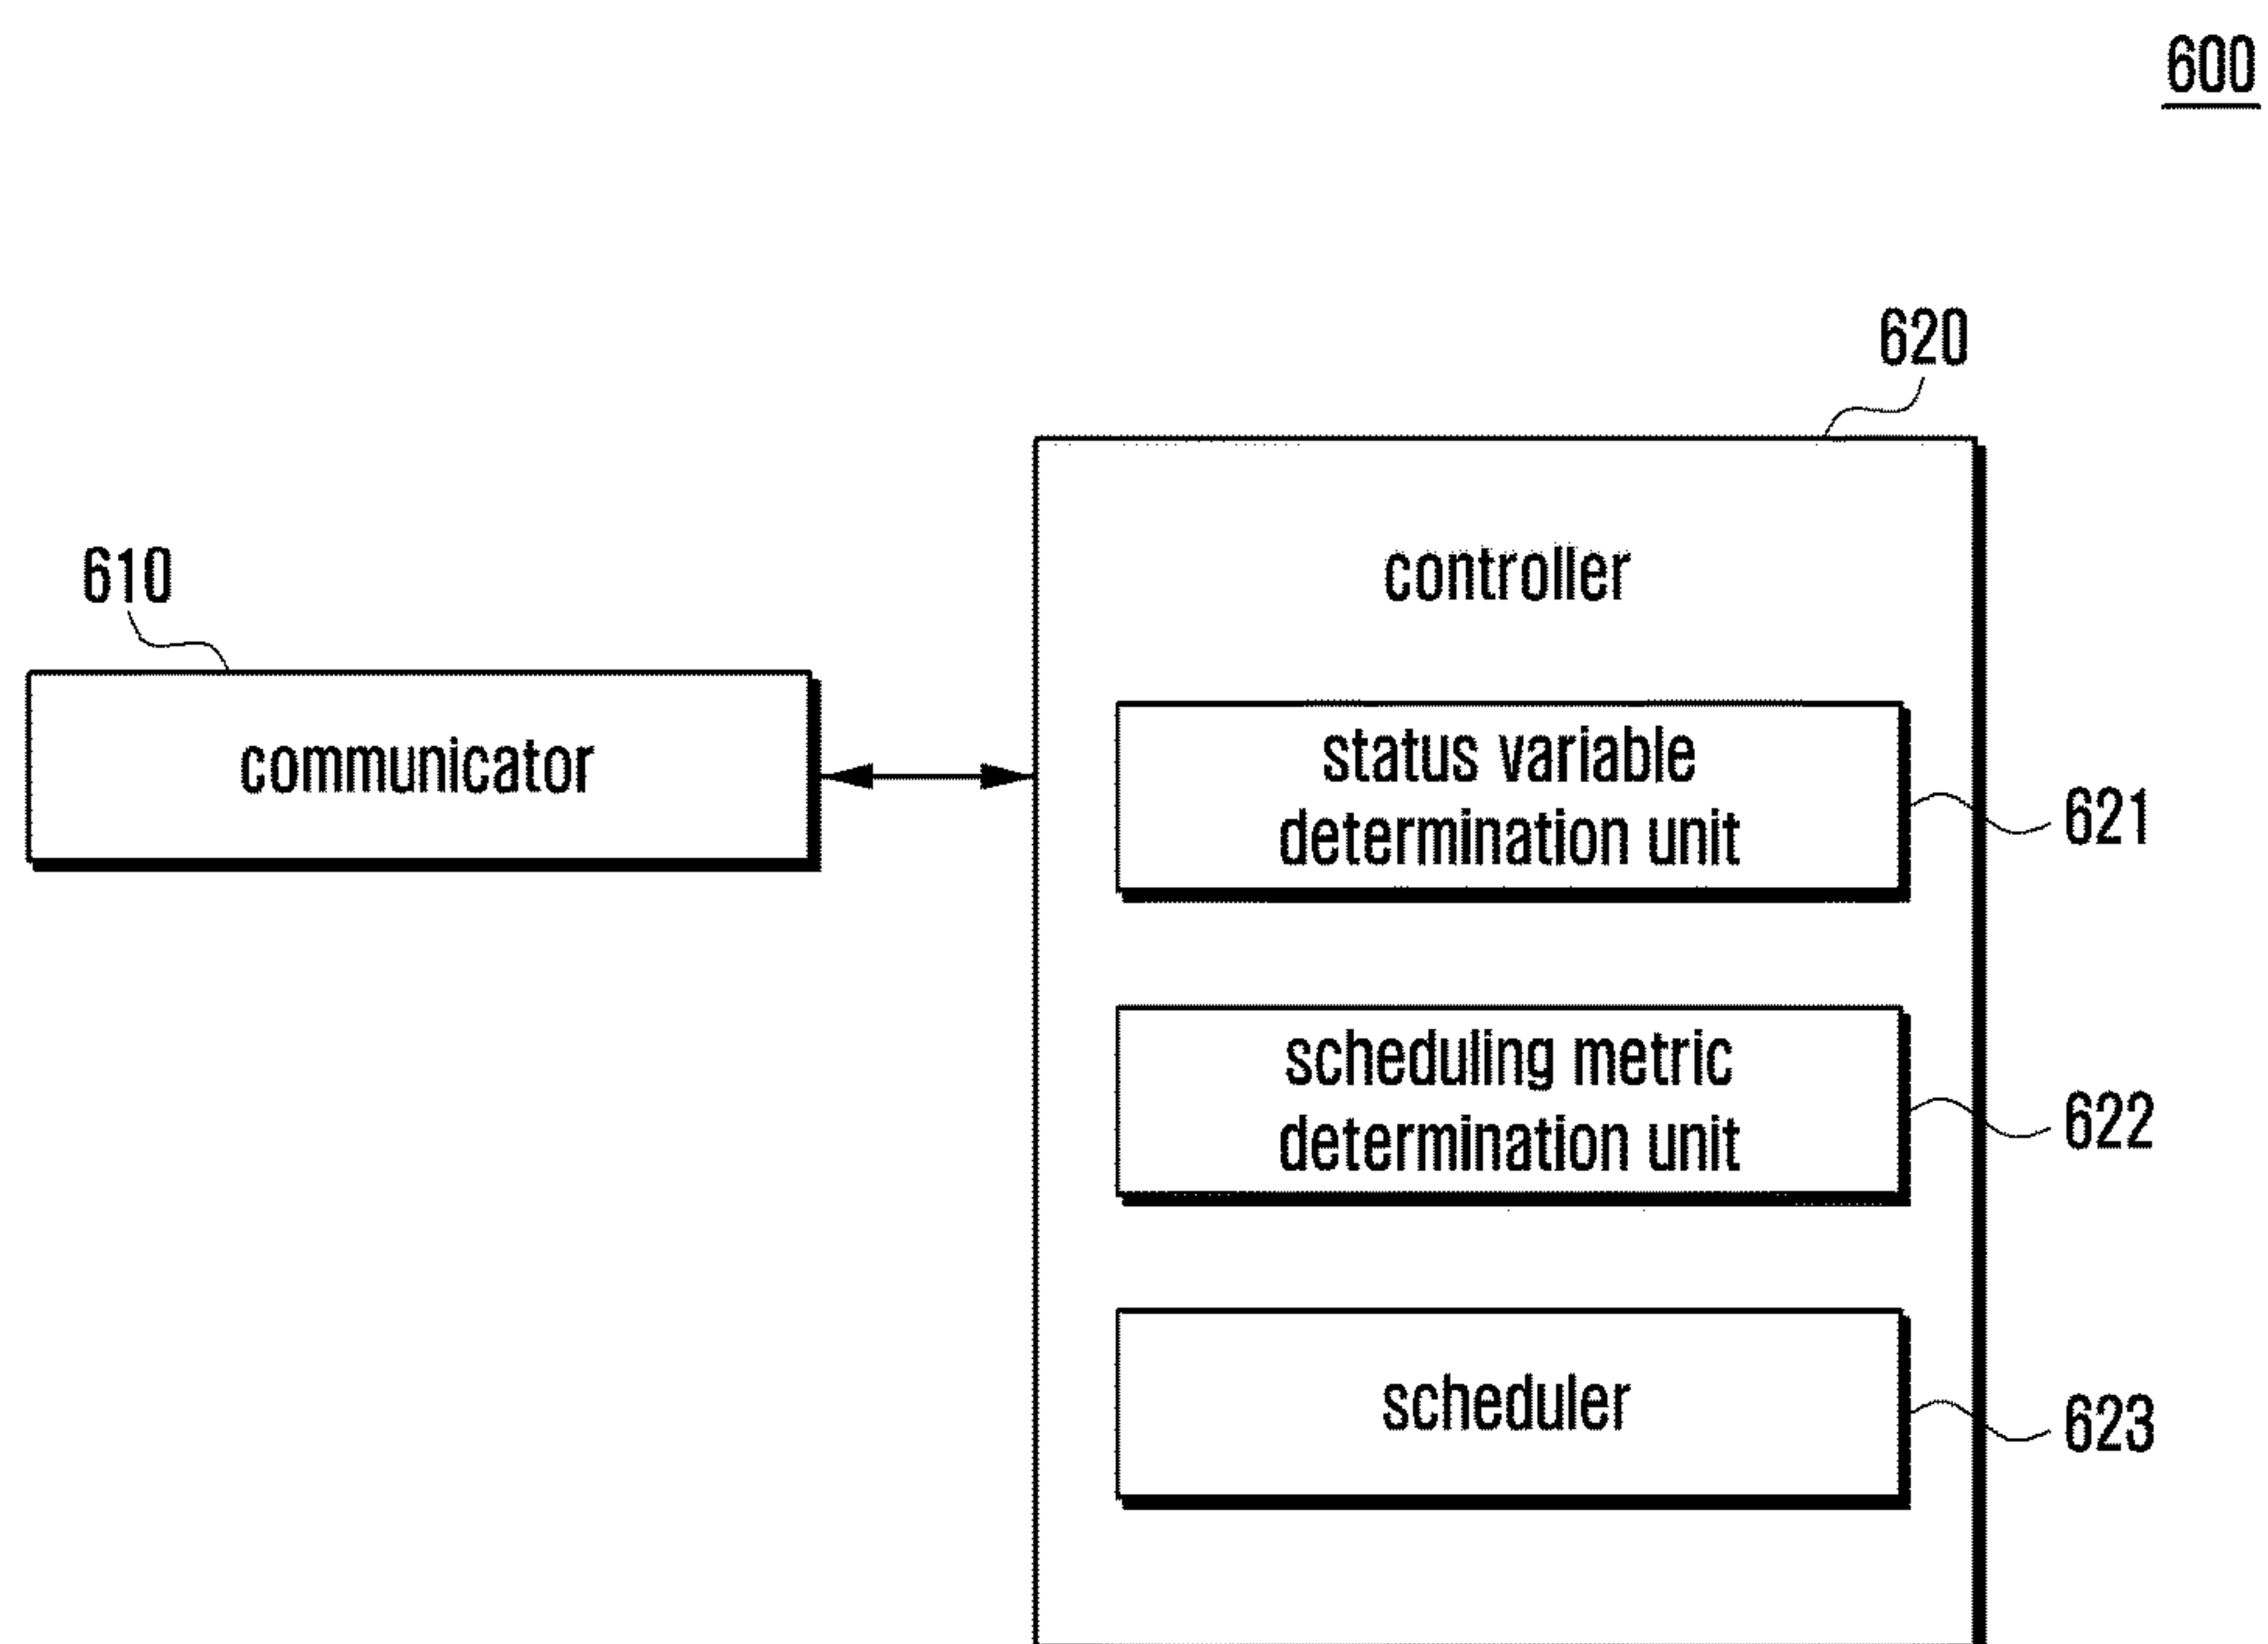 600
620
controller
610
communicator
status variable
determination unit
621
scheduling metric
determination unit
622
scheduler
623